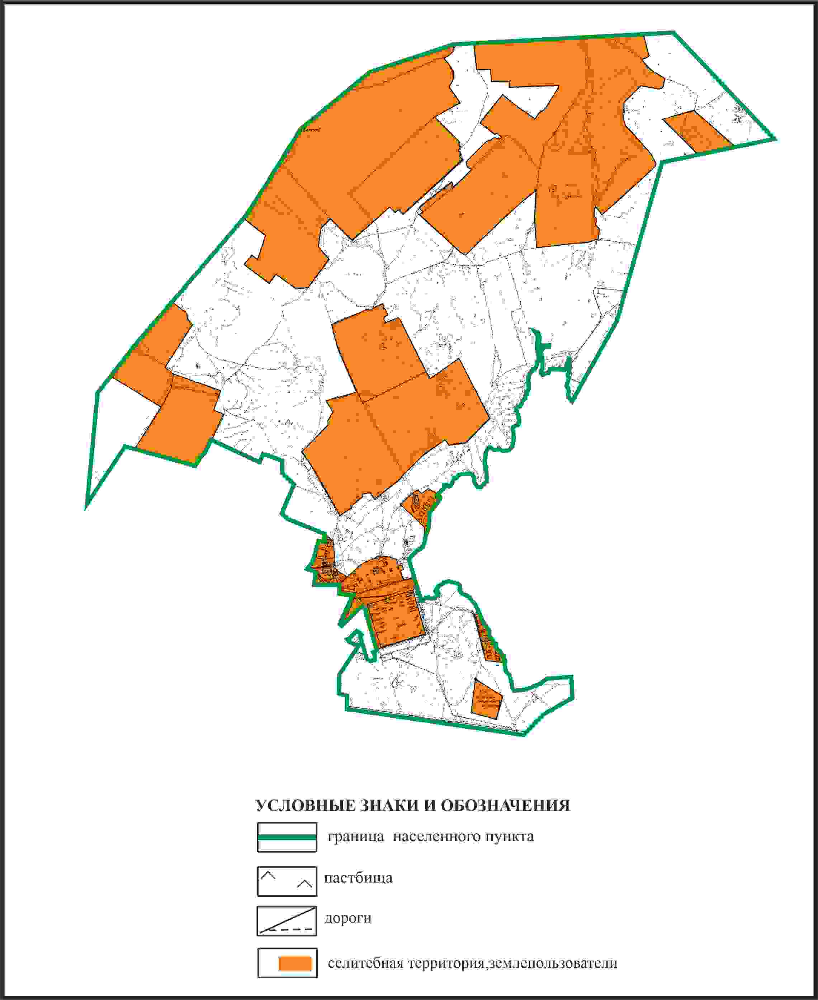 УСЛОВНЫЕ ЗНАКИ И ОБОЗНАЧЕНИЯ
граница населенного пункта
пастбища
дороги
селитебная территория,землепользователи